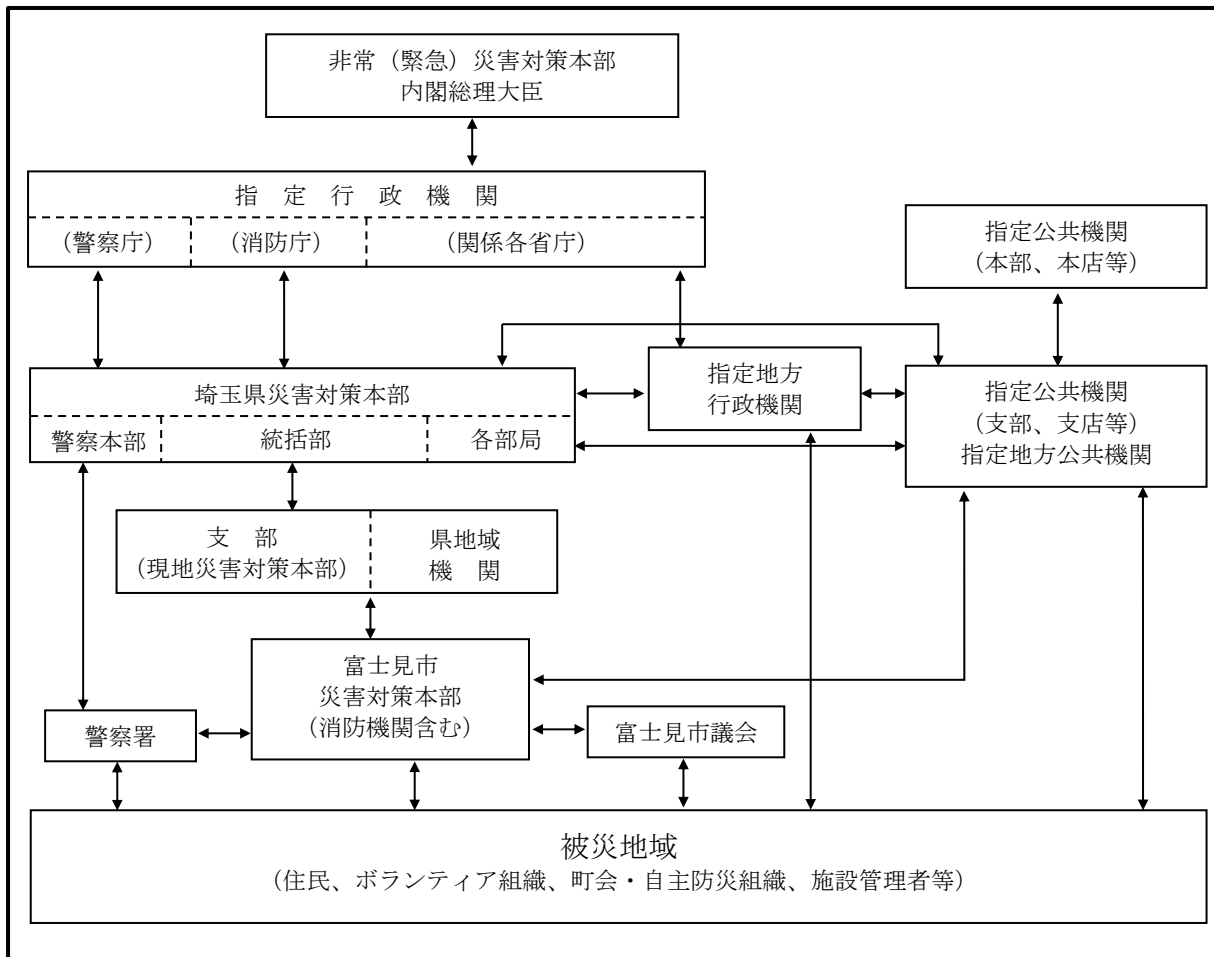 非常（緊急）災害対策本部
内閣総理大臣
指 定 行 政 機 関
（警察庁）
（消防庁）
（関係各省庁）
指定公共機関
（本部、本店等）
埼玉県災害対策本部
警察本部
統括部
各部局
指定地方
行政機関
指定公共機関
（支部、支店等）
指定地方公共機関
支　部
（現地災害対策本部）
県地域
機　関
富士見市
災害対策本部
（消防機関含む）
警察署
富士見市議会
被災地域
（住民、ボランティア組織、町会・自主防災組織、施設管理者等）